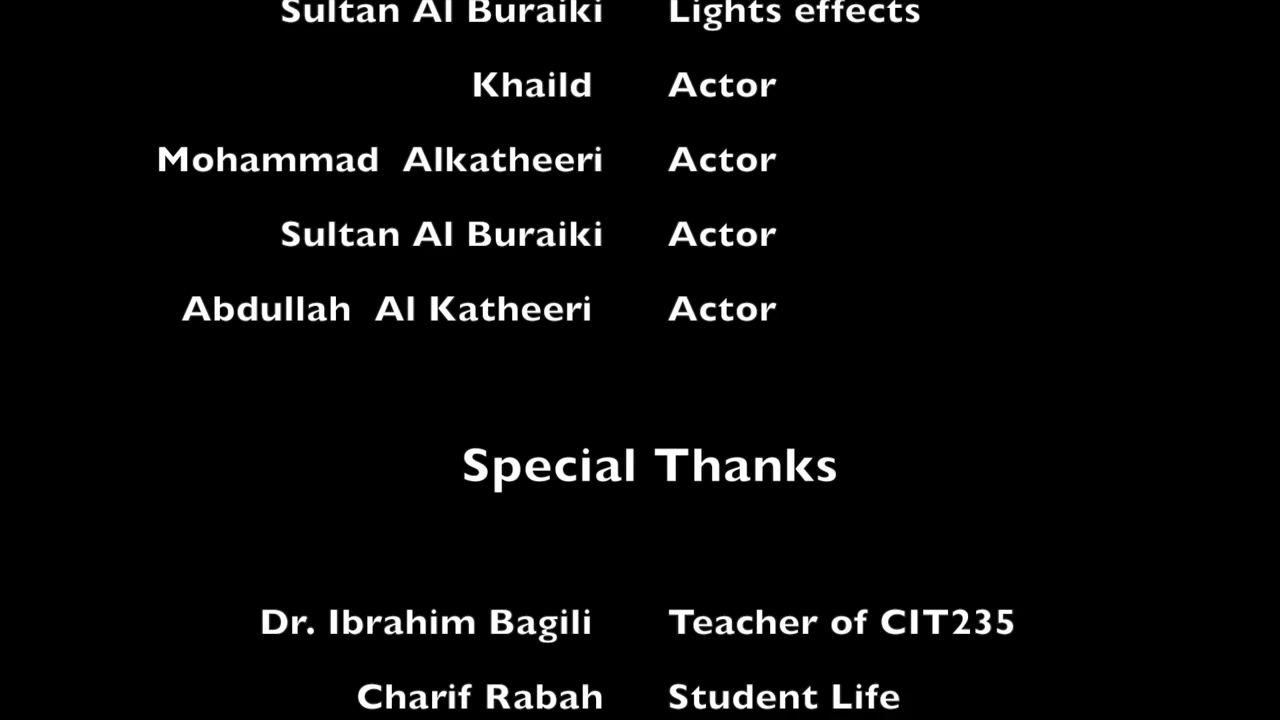 Sultan Al Buraiki Lights effects
Khaild Actor
Mohammad Alkatheeri Actor
Sultan Al Buraiki Actor
Abdullah Al Katheeri Actor
Special Thanks
Dr. Ibrahim Bagili Teacher of CIT235
Charif Rabah Student Life